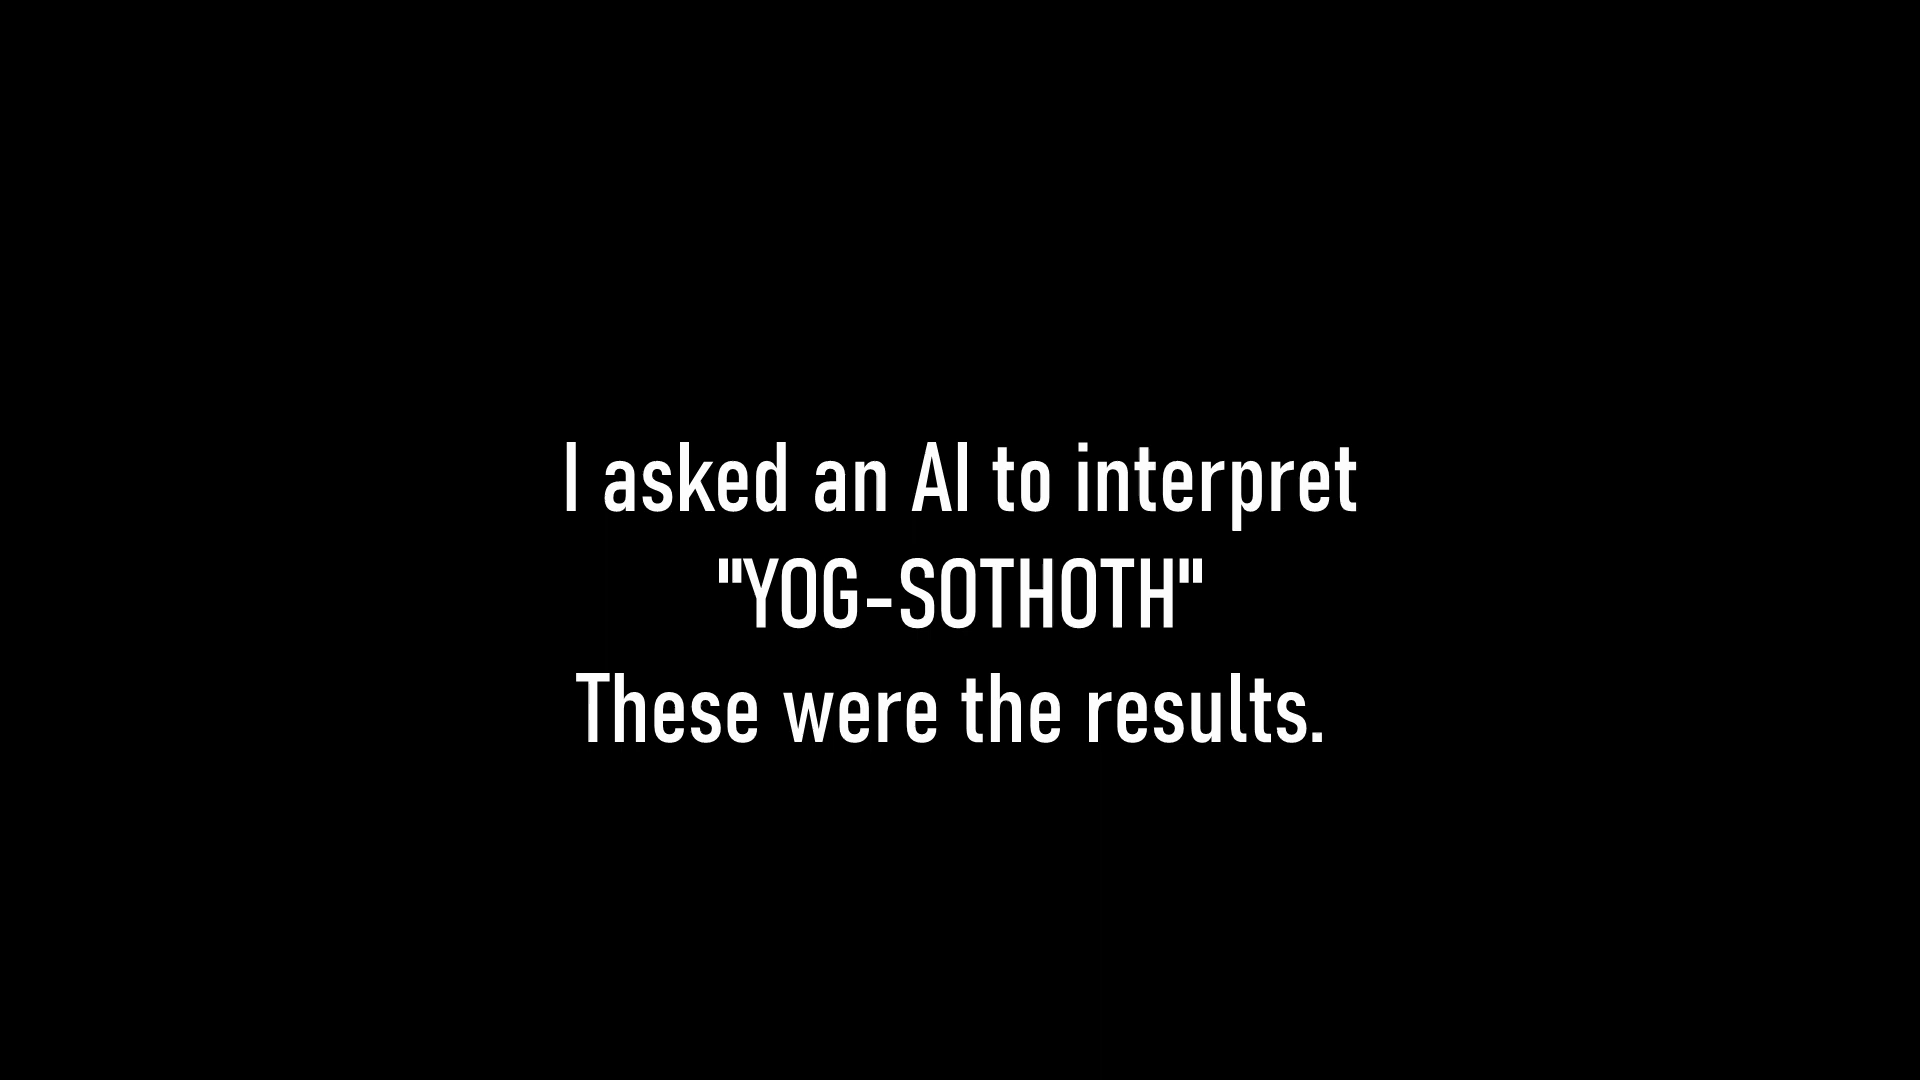 I asked an AI to interpret
"YOG-SOTHOTH"
These were the results.